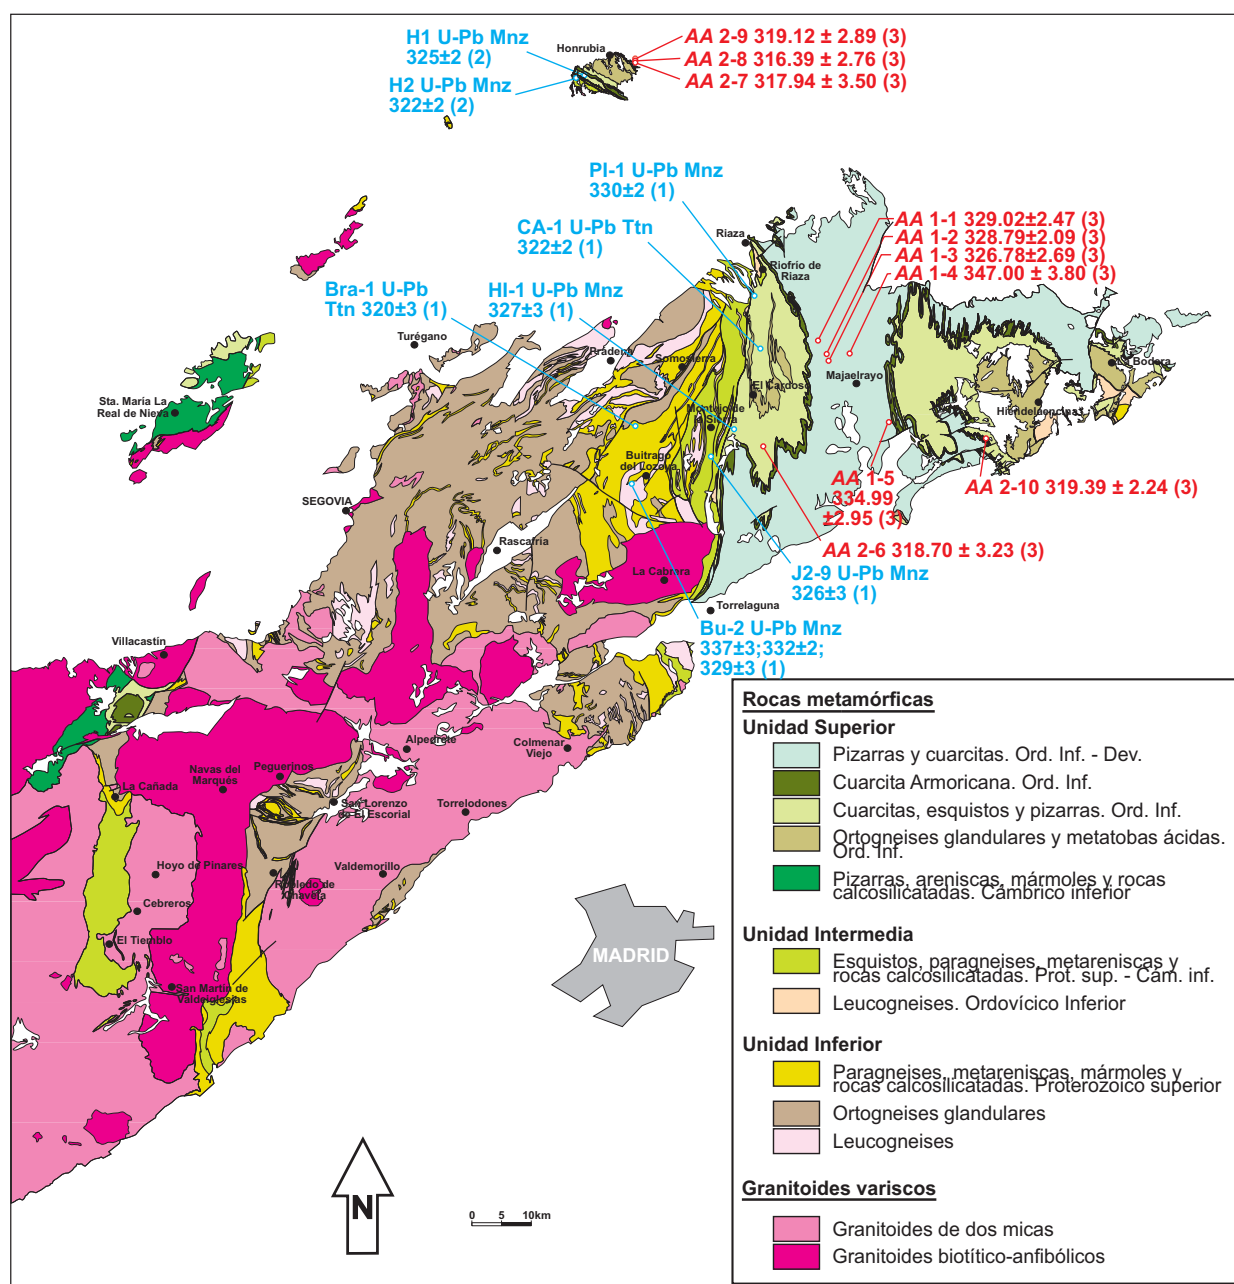 H1 U-Pb Mnz
325±2 (2)
Honrubia
AA 2-9 319.12 ± 2.89 (3)
AA 2-8 316.39 ± 2.76 (3)
AA 2-7 317.94 ± 3.50 (3)
H2 U-Pb Mnz
322±2 (2)
PI-1 U-Pb Mnz
330±2 (1)
CA-1 U-Pb Ttn
322±2 (1)
Riaza
Riofrío de
Riaza
AA 1-1 329.02±2.47 (3)
AA 1-2 328.79±2.09 (3)
AA 1-3 326.78±2.69 (3)
AA 1-4 347.00 ± 3.80 (3)
Bra-1 U-Pb
Ttn 320±3 (1)
HI-1 U-Pb Mnz
327±3 (1)
Turégano
Prádena
Somosierra
El Cardoso
Majaelrayo
La Bodera
Hiendelaencina
Sta. María La
Real de Nieva
Montejo de
la Sierra
Buitrago
del Lozoya
SEGOVIA
AA 1-5
334.99
±2.95 (3)
AA 2-10 319.39 ± 2.24 (3)
AA 2-6 318.70 ± 3.23 (3)
Rascafría
La Cabrera
J2-9 U-Pb Mnz
326±3 (1)
Torrelaguna
Bu-2 U-Pb Mnz
337±3;332±2;
329±3 (1)
Villacastín
Alpedrete
Colmenar
Viejo
Navas del
Marqués
Peguerinos
La Cañada
San Lorenzo
de El Escorial
Torrelodones
Hoyo de Pinares
Robledo de
Chavela
Valdemorillo
Cebreros
El Tiemblo
San Martín de
Valdeiglesias
MADRID
N
0 5 10km
Rocas metamórficas
Unidad Superior
Pizarras y cuarcitas. Ord. Inf. - Dev.
Cuarcita Armoricana. Ord. Inf.
Cuarcitas, esquistos y pizarras. Ord. Inf.
Ortogneises glandulares y metatobas ácidas.
Ord. Inf.
Pizarras, areniscas, mármoles y rocas
calcosilicatadas. Cámbrico inferior
Unidad Intermedia
Esquistos, paragneises, metareniscas y
rocas calcosilicatadas. Prot. sup. - Cám. inf.
Leucogneises. Ordovícico Inferior
Unidad Inferior
Paragneises, metareniscas, mármoles y
rocas calcosilicatadas. Proterozoico superior
Ortogneises glandulares
Leucogneises
Granitoides variscos
Granitoides de dos micas
Granitoides biotítico-anfibólicos